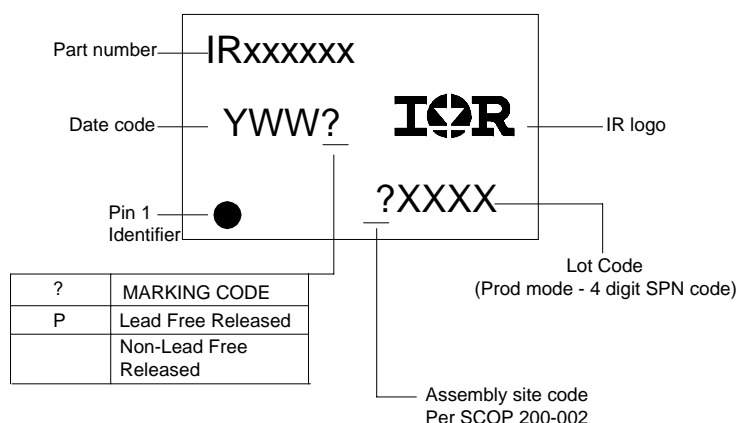 Part number
IRxxxxxx
Date code
YWW?
IOR
IR logo
?XXXX
Pin 1
Identifier
Lot Code
(Prod mode - 4 digit SPN code)
? MARKING CODE
P Lead Free Released
Non-Lead Free
Released
Assembly site code
Per SCOP 200-002